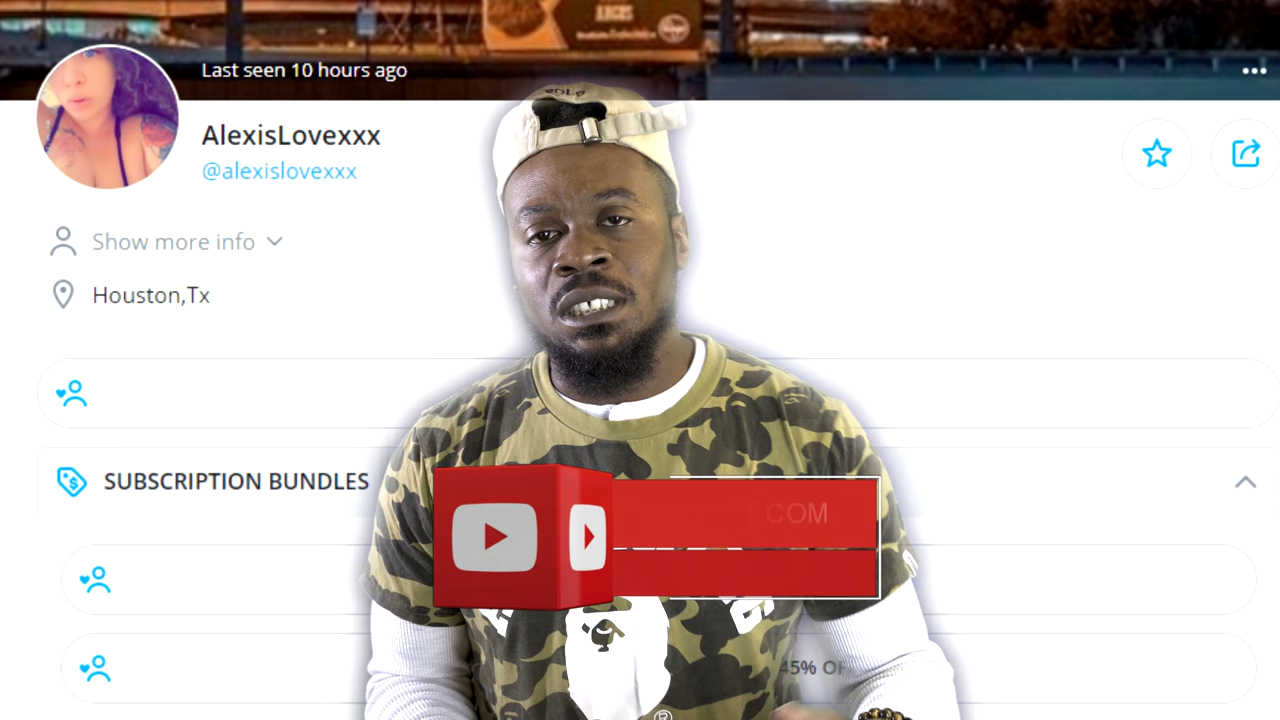 Last seen 10 hours ago
AlexisLovexxx
@alexislovexxx
Show more info
Houston,Tx
SUBSCRIPTION BUNDLES
.COM
45% OF
®